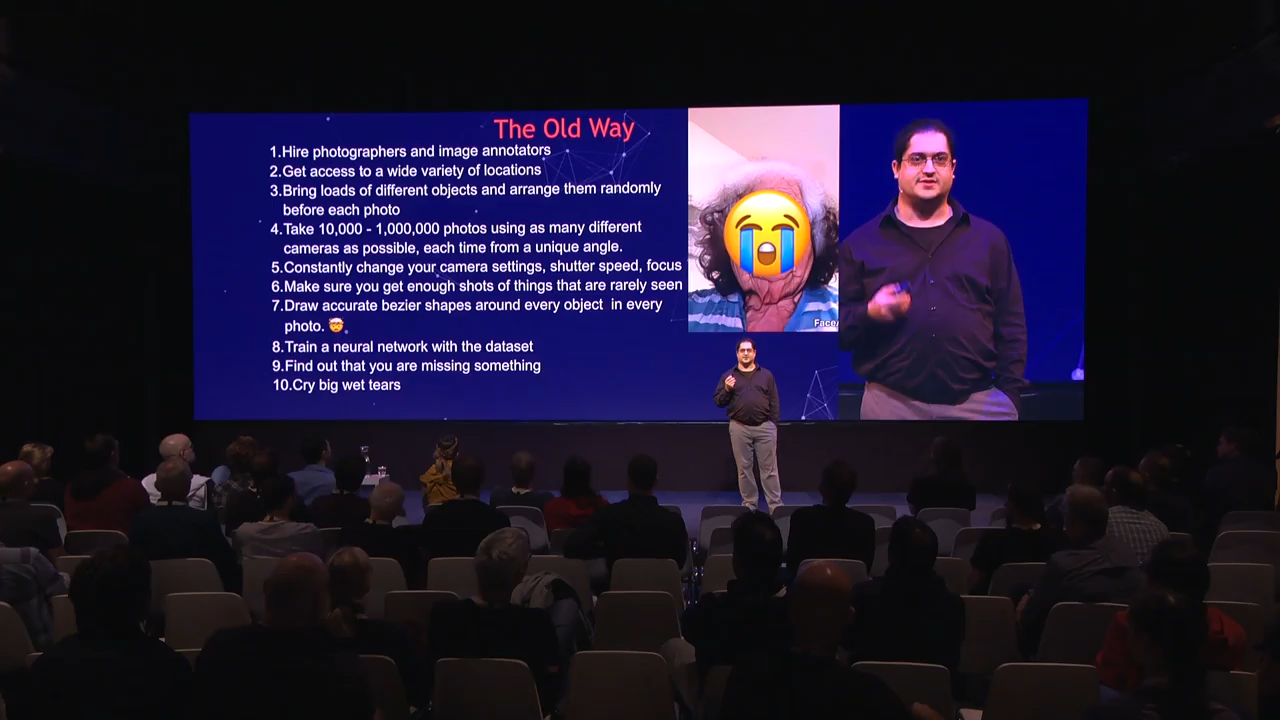 The Old Way
1.Hire photographers and image annotators
2.Get access to a wide variety of locations
3.Bring loads of different objects and arrange them randomly
before each photo
4.Take 10,000 - 1,000,000 photos using as many different
cameras as possible, each time from a unique angle.
5.Constantly change your camera settings, shutter speed, focus
6.Make sure you get enough shots of things that are rarely seen
7.Draw accurate bezier shapes around every object in every
photo. 🤯
8.Train a neural network with the dataset
9.Find out that you are missing something
10.Cry big wet tears